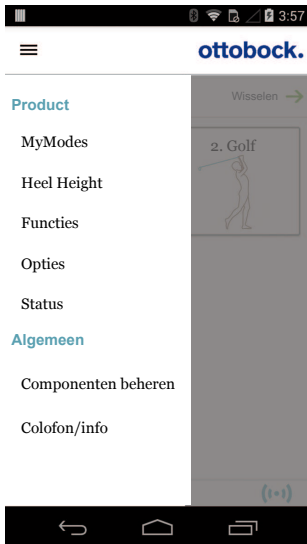 3:57
ottobock.
Product
Wisselen
MyModes
2. Golf
Heel Height
Functies
Opties
Status
Algemeen
Componenten beheren
Colofon/info